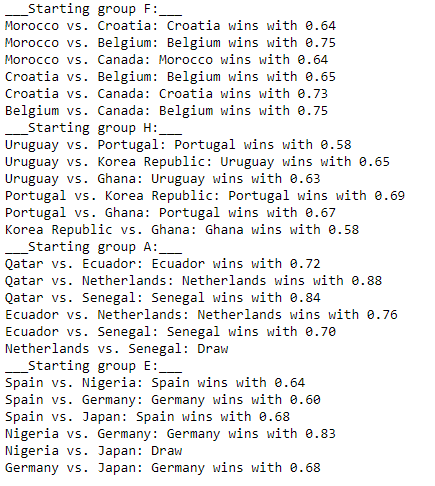 ___Starting group F:___
Morocco vs. Croatia: Croatia wins with 0.64
Morocco vs. Belgium: Belgium wins with 0.75
Morocco vs. Canada: Morocco wins with 0.64
Croatia vs. Belgium: Belgium wins with 0.65
Croatia vs. Canada: Croatia wins with 0.73
Belgium vs. Canada: Belgium wins with 0.75
___Starting group H:___
Uruguay vs. Portugal: Portugal wins with 0.58
Uruguay vs. Korea Republic: Uruguay wins with 0.65
Uruguay vs. Ghana: Uruguay wins with 0.63
Portugal vs. Korea Republic: Portugal wins with 0.69
Portugal vs. Ghana: Portugal wins with 0.67
Korea Republic vs. Ghana: Ghana wins with 0.58
___Starting group A:___
Qatar vs. Ecuador: Ecuador wins with 0.72
Qatar vs. Netherlands: Netherlands wins with 0.88
Qatar vs. Senegal: Senegal wins with 0.84
Ecuador vs. Netherlands: Netherlands wins with 0.76
Ecuador vs. Senegal: Senegal wins with 0.70
Netherlands vs. Senegal: Draw
___Starting group E:___
Spain vs. Nigeria: Spain wins with 0.64
Spain vs. Germany: Germany wins with 0.60
Spain vs. Japan: Spain wins with 0.68
Nigeria vs. Germany: Germany wins with 0.83
Nigeria vs. Japan: Draw
Germany vs. Japan: Germany wins with 0.68